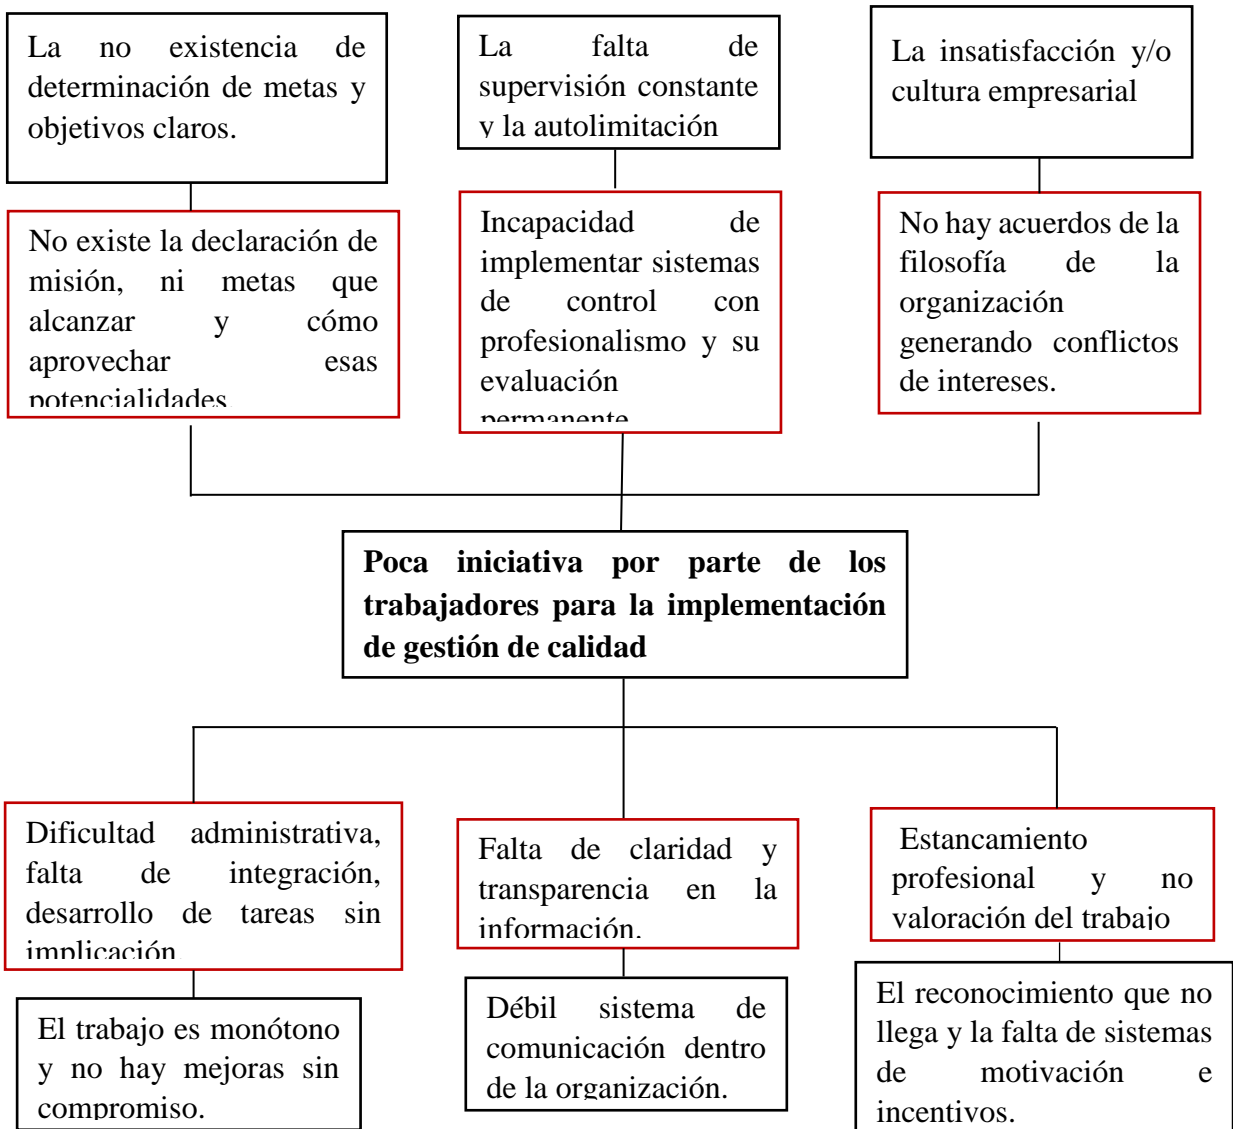 La no existencia de
determinación de metas y
objetivos claros.
La falta de
supervisión constante
y la autolimitación
La insatisfacción y/o
cultura empresarial
No existe la declaración de
misión, ni metas que
alcanzar y cómo
aprovechar esas
potencialidades
Incapacidad de
implementar sistemas
de control con
profesionalismo y su
evaluación
permanente
No hay acuerdos de la
filosofía de la
organización
generando conflictos
de intereses.
Poca iniciativa por parte de los
trabajadores para la implementación
de gestión de calidad
Dificultad administrativa,
falta de integración,
desarrollo de tareas sin
implicación
Falta de claridad y
transparencia en la
información.
Estancamiento
profesional y no
valoración del trabajo
El trabajo es monótono
y no hay mejoras sin
compromiso.
Débil sistema de
comunicación dentro
de la organización.
El reconocimiento que no
llega y la falta de sistemas
de motivación e
incentivos.